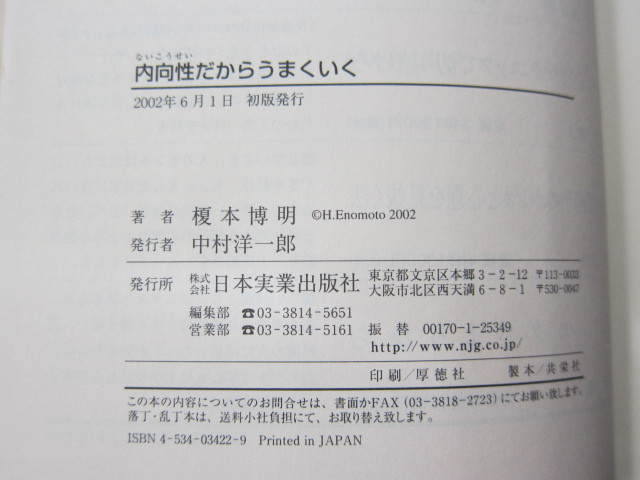 ないこうせい
内向性だからうまくいく
2002年6月1日 初版発行
著 者 榎本博明 ©H.Enomoto 2002
発行者 中村洋一郎
発行所 株式会社 日本実業出版社 東京都文京区本郷3-2-12 〒113-0033
大阪市北区西天満6-8-1 〒530-0047
編集部 ☎03-3814-5651
営業部 ☎03-3814-5161 振 替 00170-1-25349
http://www.njg.co.jp/
印刷/厚徳社 製本/共栄社
この本の内容についてのお問合せは、書面かFAX(03-3818-2723)にてお願い致します。
落丁・乱丁本は、送料小社負担にて、お取り替え致します。
ISBN 4-534-03422-9 Printed in JAPAN